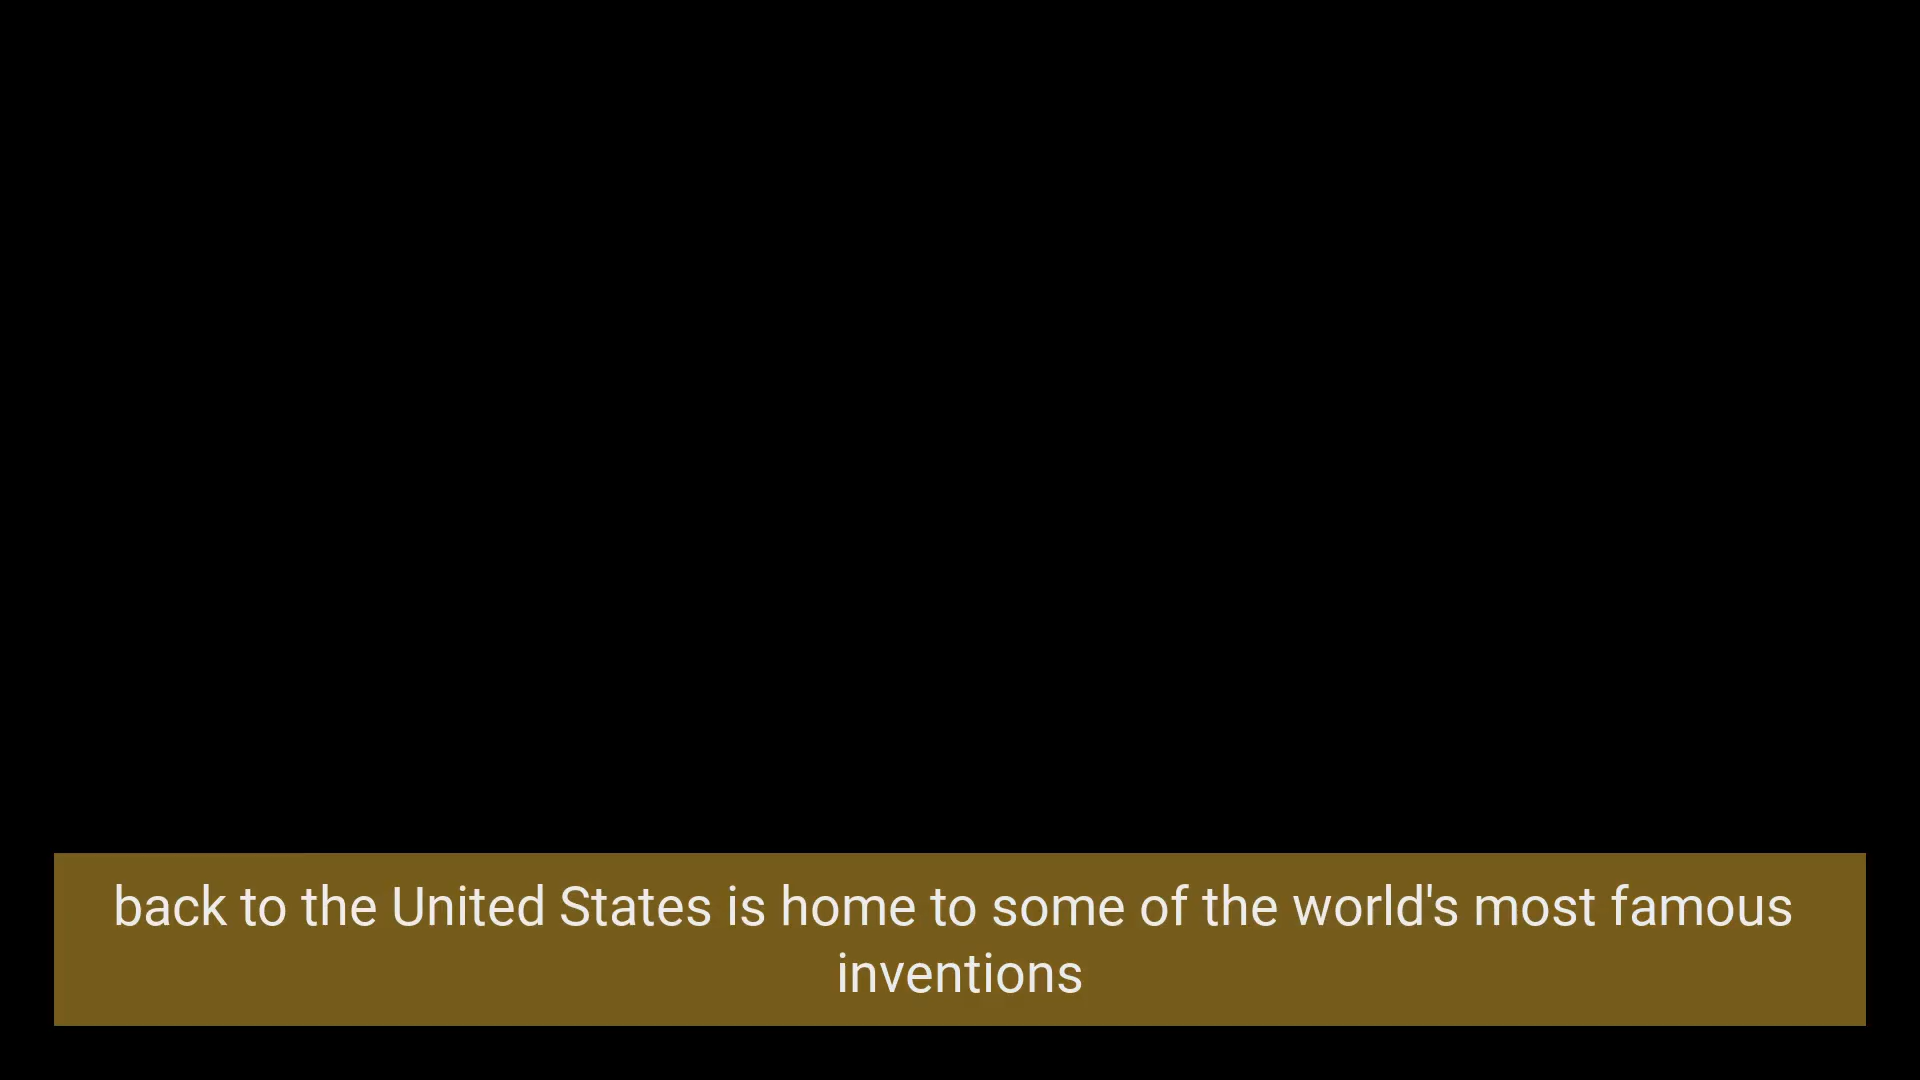 back to the United States is home to some of the world's most famous
inventions